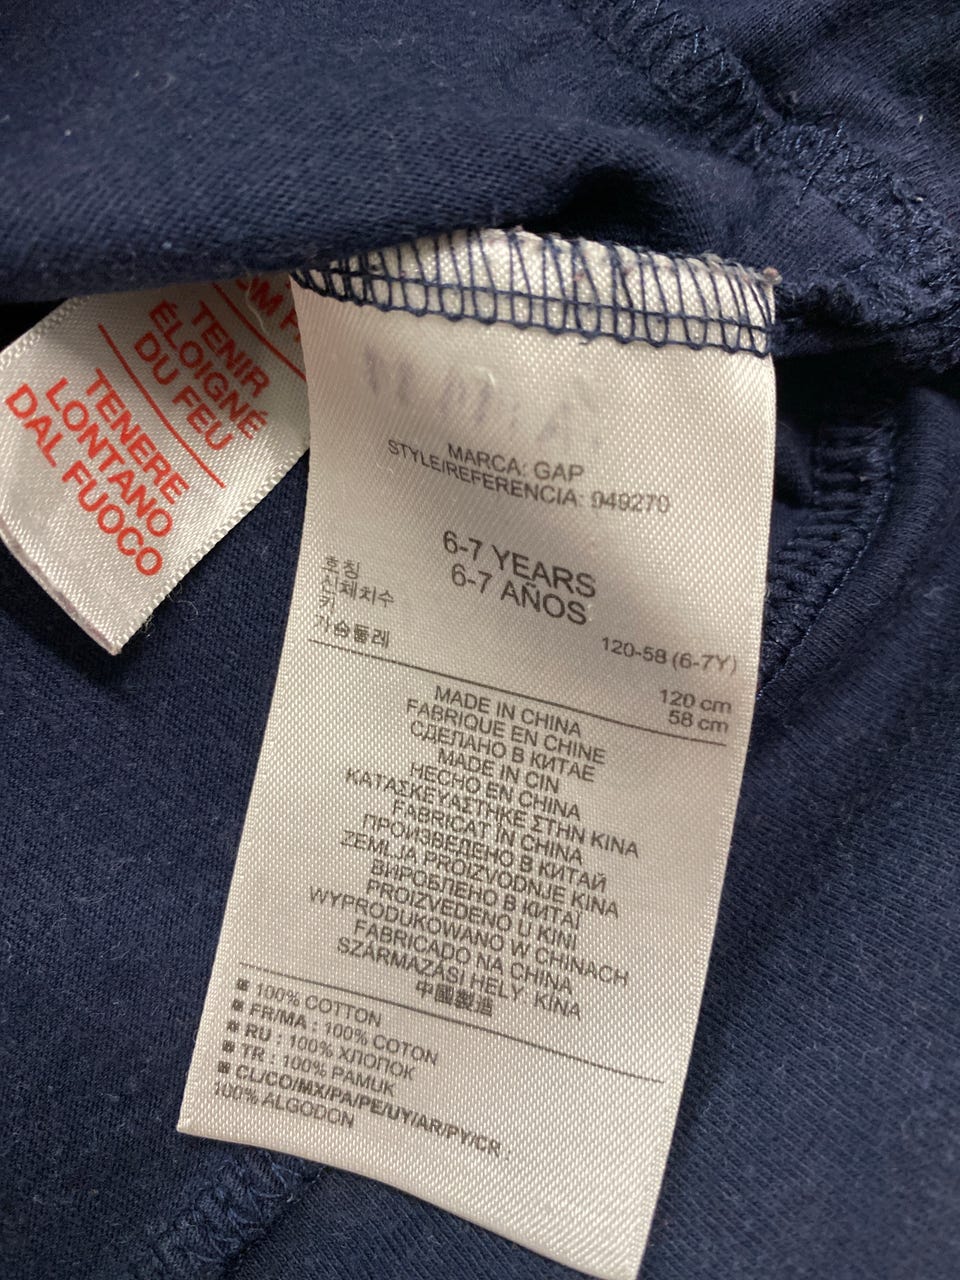 TENIR
ÉLOIGNÉ
DU FEU
TENERE
LONTANO
DAL FUOCO
MARCA: GAP
STYLE/REFERENCIA: 949270
6-7 YEARS
6-7 AÑOS
호칭
신체치수 120-58 (6-7Y)
키 120 cm
가슴둘레 58 cm
MADE IN CHINA
FABRIQUE EN CHINE
СДЕЛАНО В КИТАЕ
MADE IN CIN
HECHO EN CHINA
ΚΑΤΑΣΚΕΥΑΣΤΗΚΕ ΣΤΗΝ ΚΙΝΑ
FABRICAT ÎN CHINA
ПРОИЗВЕДЕНО В КИТАЙ
ZEMLJA PROIZVODNJE KINA
ВИРОБЛЕНО В КИТАЇ
PROIZVEDENO U KINI
WYPRODUKOWANO W CHINACH
FABRICADO NA CHINA
SZÁRMAZÁSI HELY: KÍNA
中國製造
100% COTTON
FR/MA : 100% COTON
RU : 100% ХЛОПОК
TR : 100% PAMUK
CL/CO/MX/PA/PE/UY/AR/PY/CR :
100% ALGODON